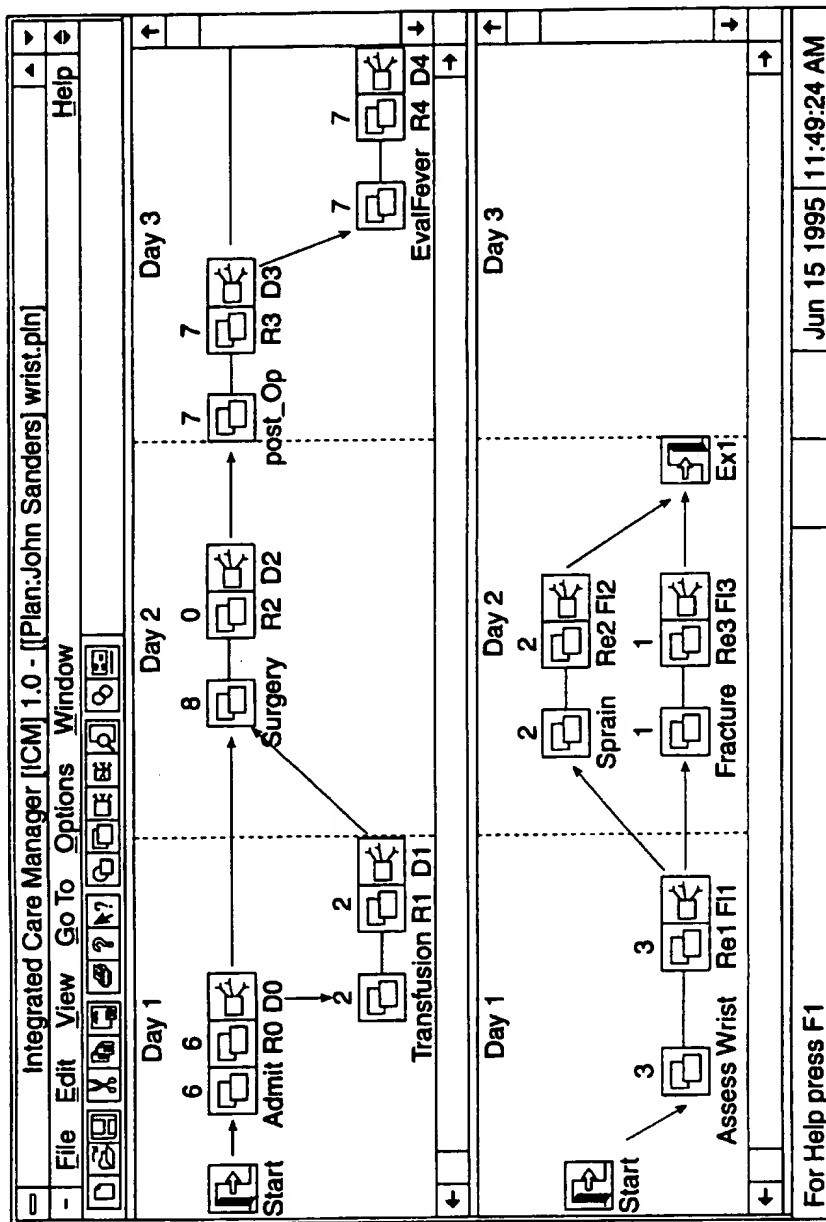 Integrated Care Manager [ICM] 1.0 - [[Plan:John Sanders] wrist.pln]
- File Edit View Go To Options Window Help
Day 1 Day 2 Day 3
Start
6 6
Admit R0 D0
2 2
Transfusion R1 D1
8 0
Surgery R2 D2
7 7
post_Op R3 D3
7 7
EvalFever R4 D4
Day 1 Day 2 Day 3
Start
3 3
Assess Wrist Re1 Fl1
2 2
Sprain Re2 Fl2
1 1
Fracture Re3 Fl3
Ex1
For Help press F1 Jun 15 1995 11:49:24 AM